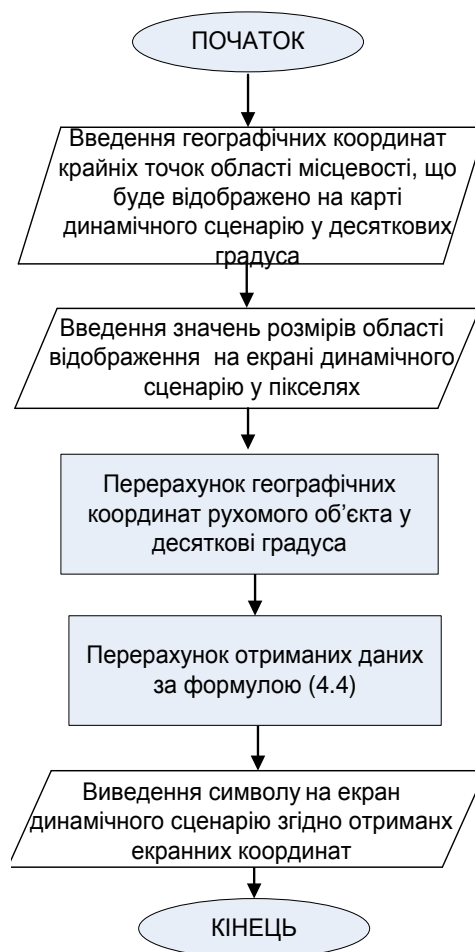 ПОЧАТОК
Введення географічних координат
крайніх точок області місцевості, що
буде відображено на карті
динамічного сценарію у десяткових
градуса
Введення значень розмірів області
відображення на екрані динамічного
сценарію у пікселях
Перерахунок географічних
координат рухомого об’єкта у
десяткові градуса
Перерахунок отриманих даних
за формулою (4.4)
Виведення символу на екран
динамічного сценарію згідно отриманх
екранних координат
КІНЕЦЬ